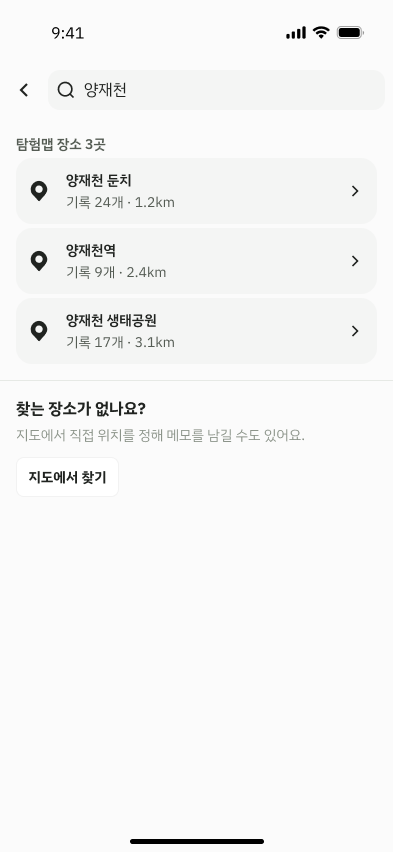 9:41
양재천
탐험맵 장소 3곳
양재천 둔치
기록 24개 · 1.2km
양재천역
기록 9개 · 2.4km
양재천 생태공원
기록 17개 · 3.1km
찾는 장소가 없나요?
지도에서 직접 위치를 정해 메모를 남길 수도 있어요.
지도에서 찾기